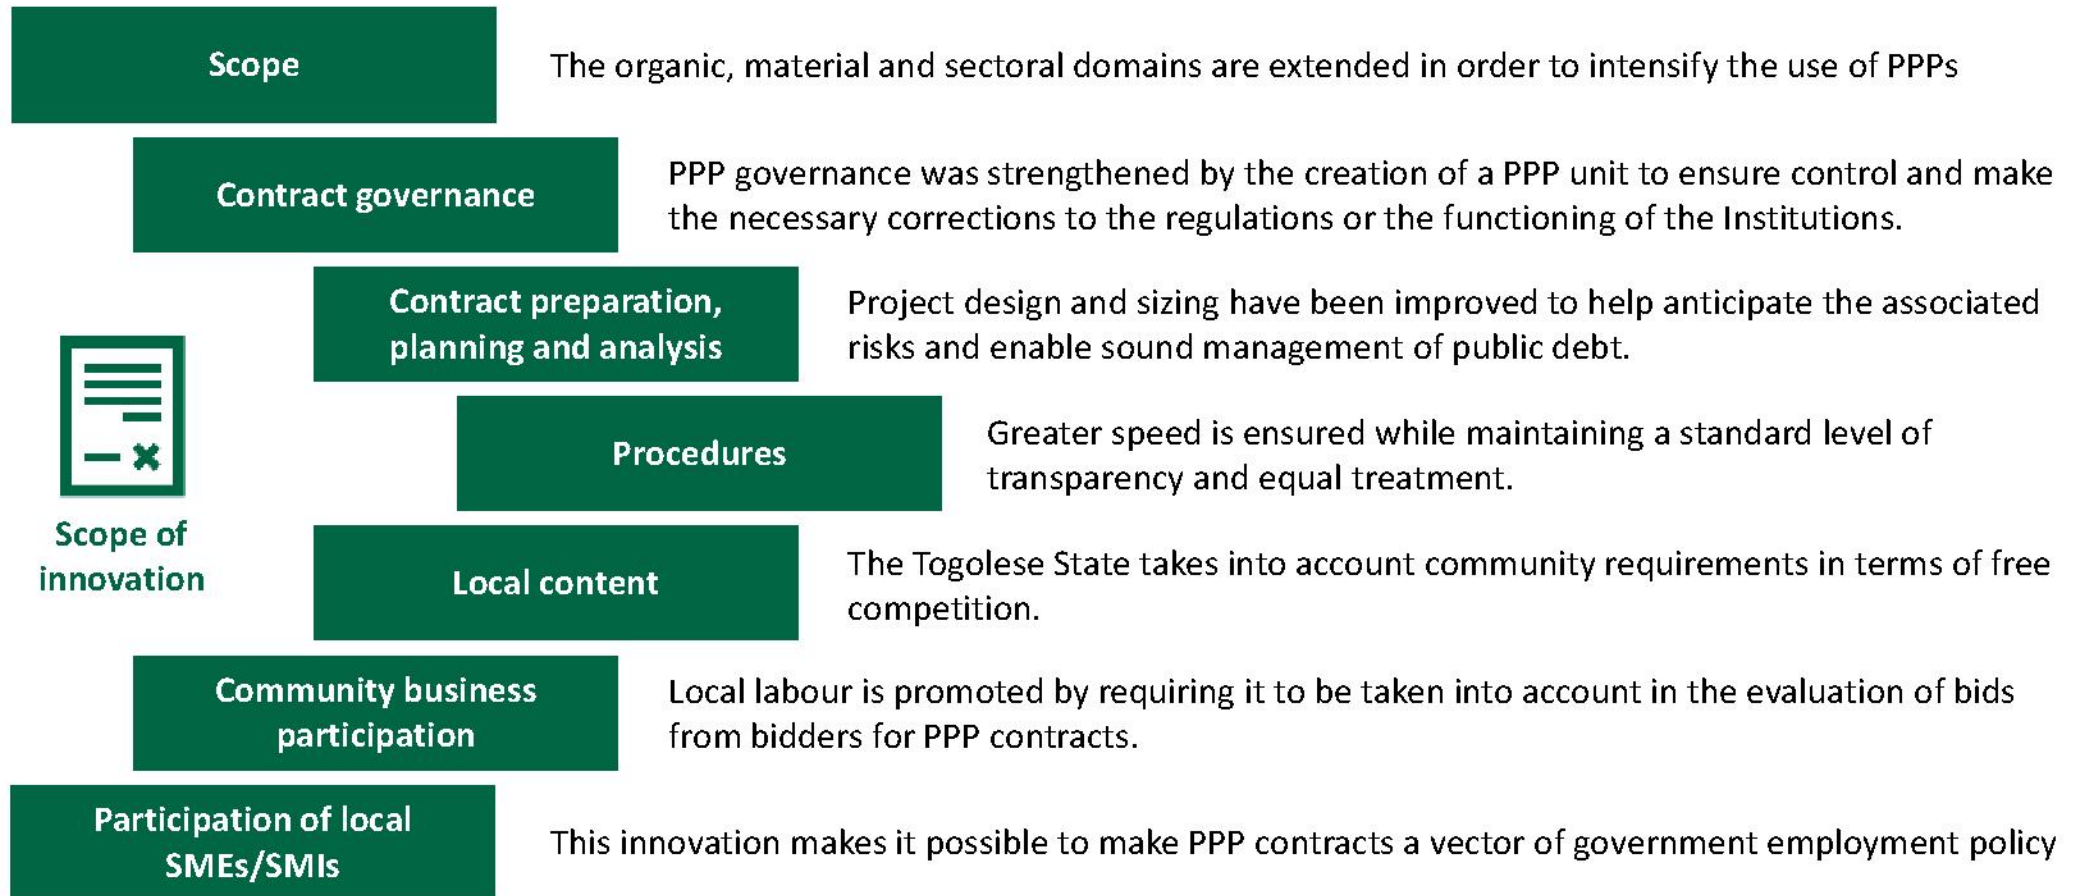 Scope
The organic, material and sectoral domains are extended in order to intensify the use of PPPs
Contract governance
PPP governance was strengthened by the creation of a PPP unit to ensure control and make
the necessary corrections to the regulations or the functioning of the Institutions.
Contract preparation,
planning and analysis
Project design and sizing have been improved to help anticipate the associated
risks and enable sound management of public debt.
Procedures
Greater speed is ensured while maintaining a standard level of
transparency and equal treatment.
Scope of
innovation
Local content
The Togolese State takes into account community requirements in terms of free
competition.
Community business
participation
Local labour is promoted by requiring it to be taken into account in the evaluation of bids
from bidders for PPP contracts.
Participation of local
SMEs/SMIs
This innovation makes it possible to make PPP contracts a vector of government employment policy